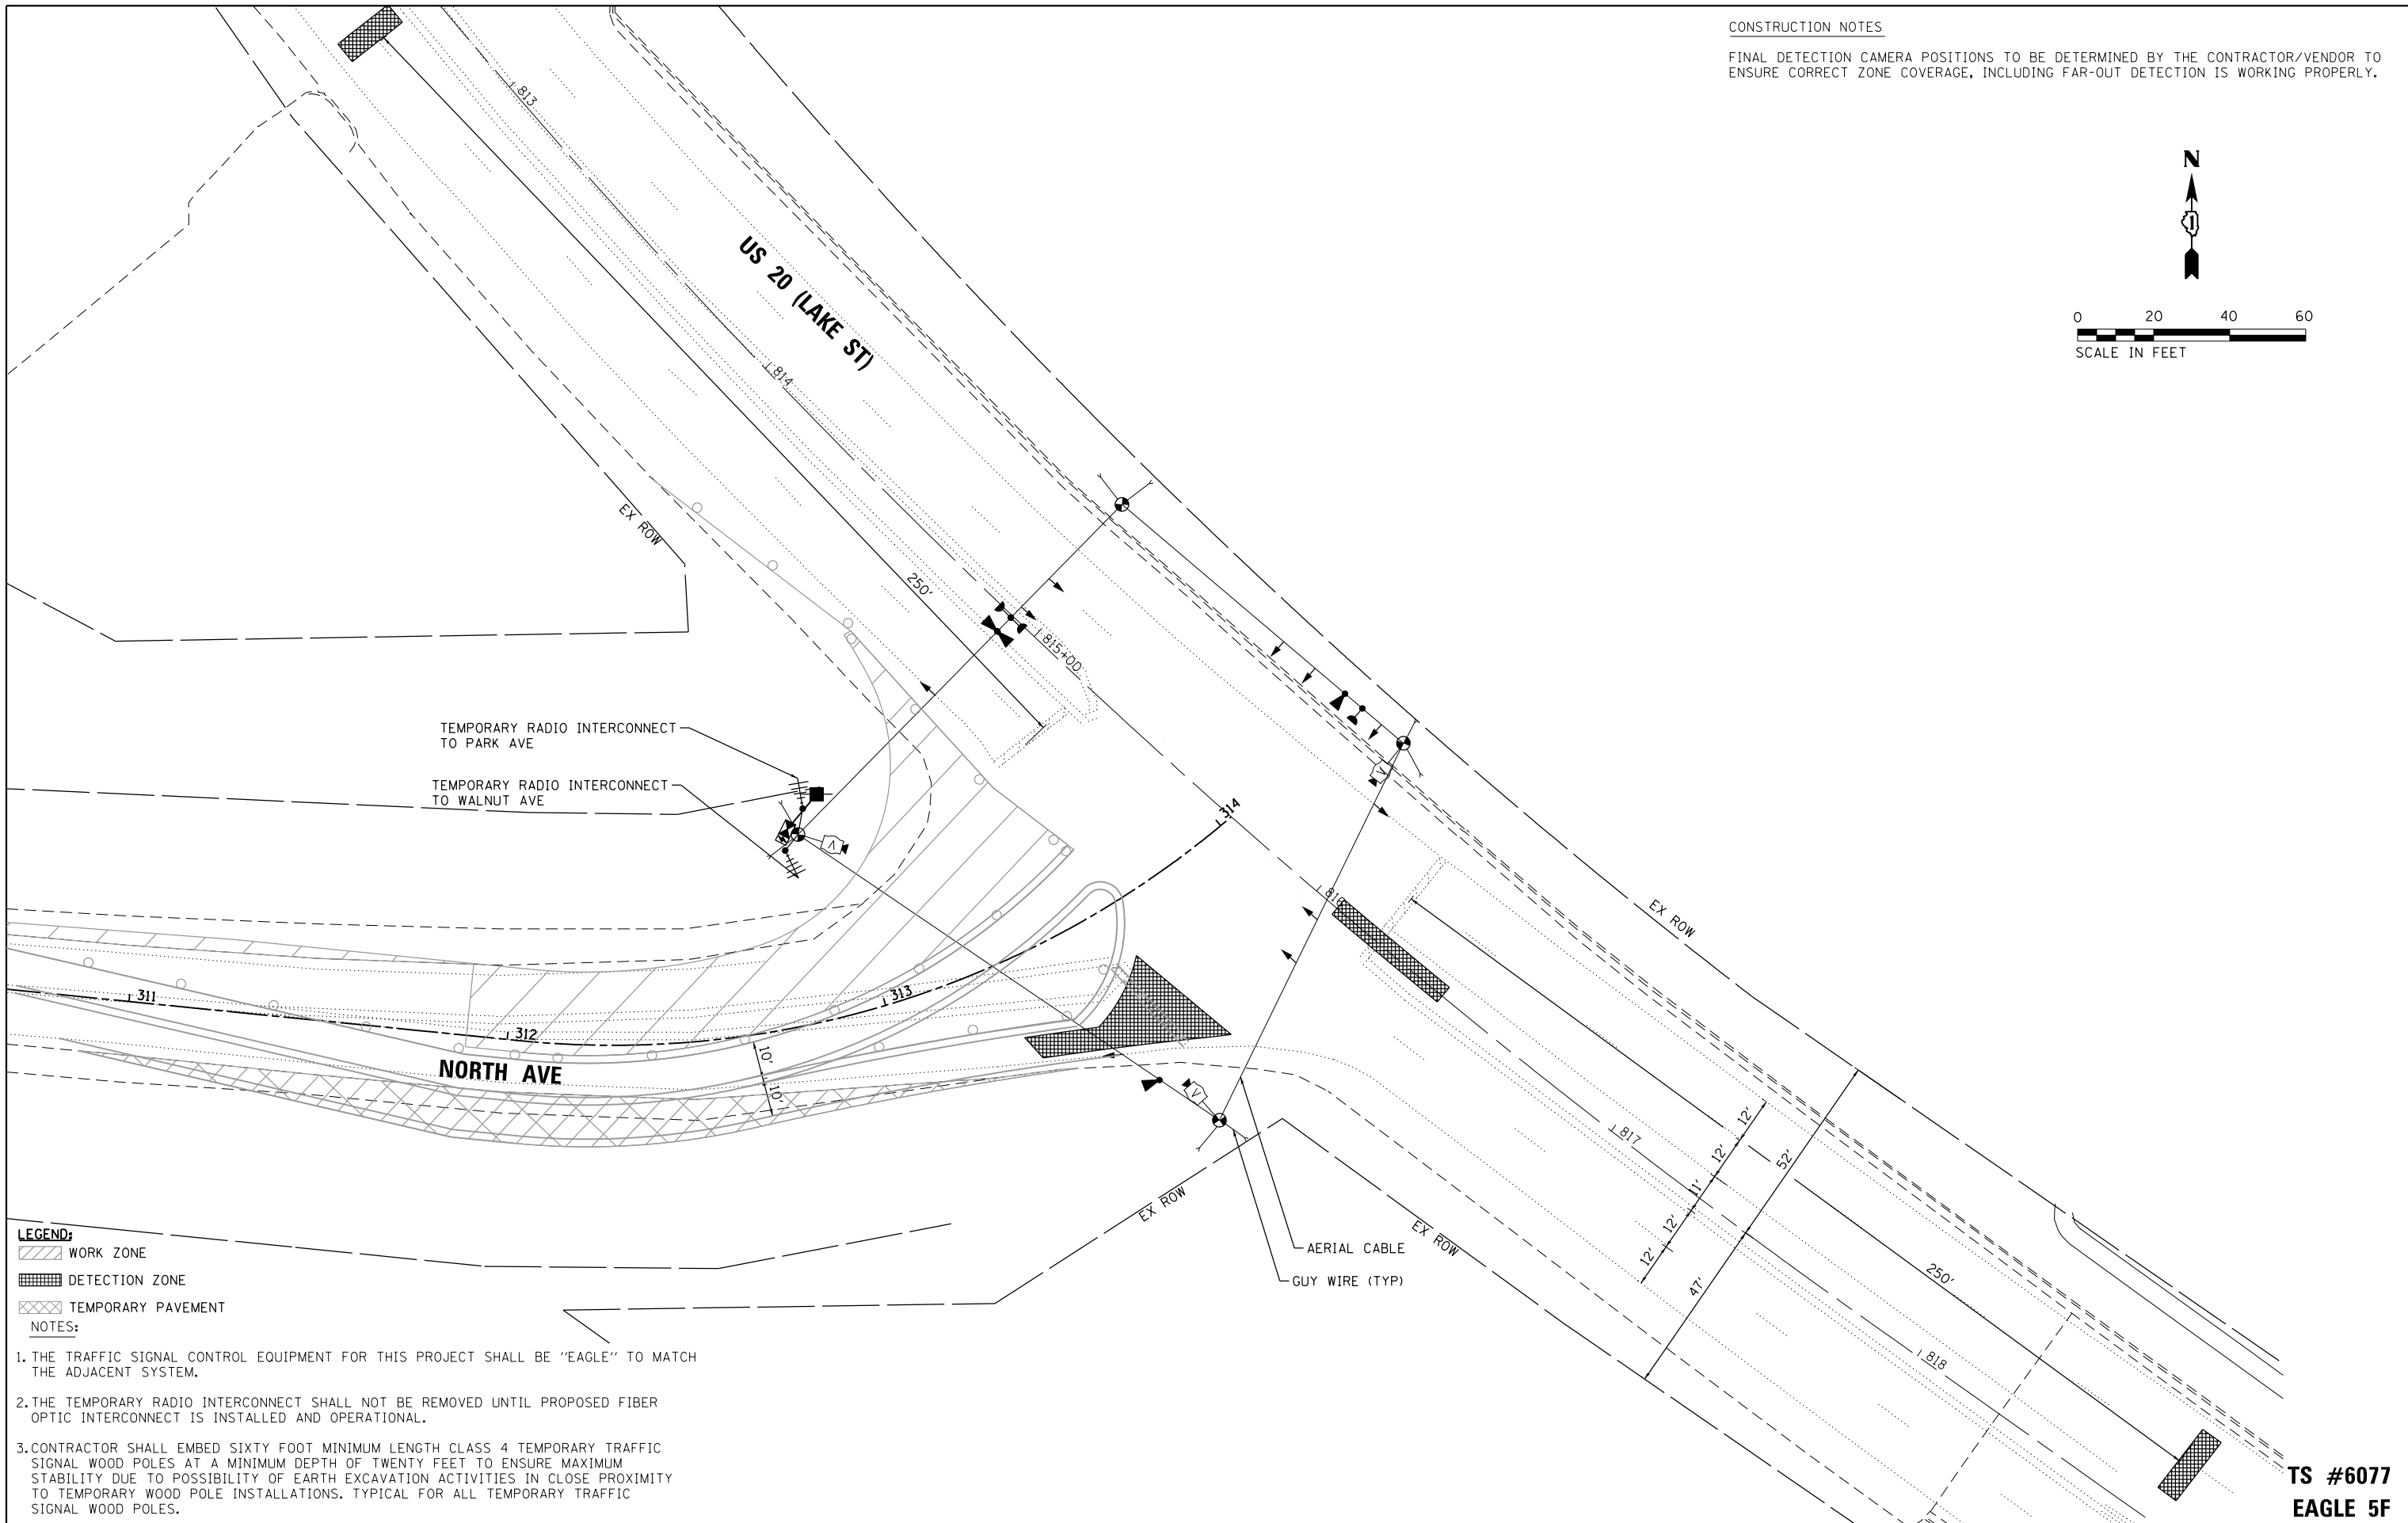 CONSTRUCTION NOTES
FINAL DETECTION CAMERA POSITIONS TO BE DETERMINED BY THE CONTRACTOR/VENDOR TO
ENSURE CORRECT ZONE COVERAGE, INCLUDING FAR-OUT DETECTION IS WORKING PROPERLY.
N
1
0 20 40 60
SCALE IN FEET
813
US 20 (LAKE ST)
814
EX ROW
250'
815+00
TEMPORARY RADIO INTERCONNECT
TO PARK AVE
TEMPORARY RADIO INTERCONNECT
TO WALNUT AVE
V
V
314
816
EX ROW
311
312
313
NORTH AVE
10'
10'
V
817
12'
12'
11'
12'
12'
52'
47'
EX ROW
EX ROW
AERIAL CABLE
GUY WIRE (TYP)
250'
818
LEGEND:
WORK ZONE
DETECTION ZONE
TEMPORARY PAVEMENT
NOTES:
1. THE TRAFFIC SIGNAL CONTROL EQUIPMENT FOR THIS PROJECT SHALL BE "EAGLE" TO MATCH
THE ADJACENT SYSTEM.
2. THE TEMPORARY RADIO INTERCONNECT SHALL NOT BE REMOVED UNTIL PROPOSED FIBER
OPTIC INTERCONNECT IS INSTALLED AND OPERATIONAL.
3. CONTRACTOR SHALL EMBED SIXTY FOOT MINIMUM LENGTH CLASS 4 TEMPORARY TRAFFIC
SIGNAL WOOD POLES AT A MINIMUM DEPTH OF TWENTY FEET TO ENSURE MAXIMUM
STABILITY DUE TO POSSIBILITY OF EARTH EXCAVATION ACTIVITIES IN CLOSE PROXIMITY
TO TEMPORARY WOOD POLE INSTALLATIONS. TYPICAL FOR ALL TEMPORARY TRAFFIC
SIGNAL WOOD POLES.
TS #6077
EAGLE 5F